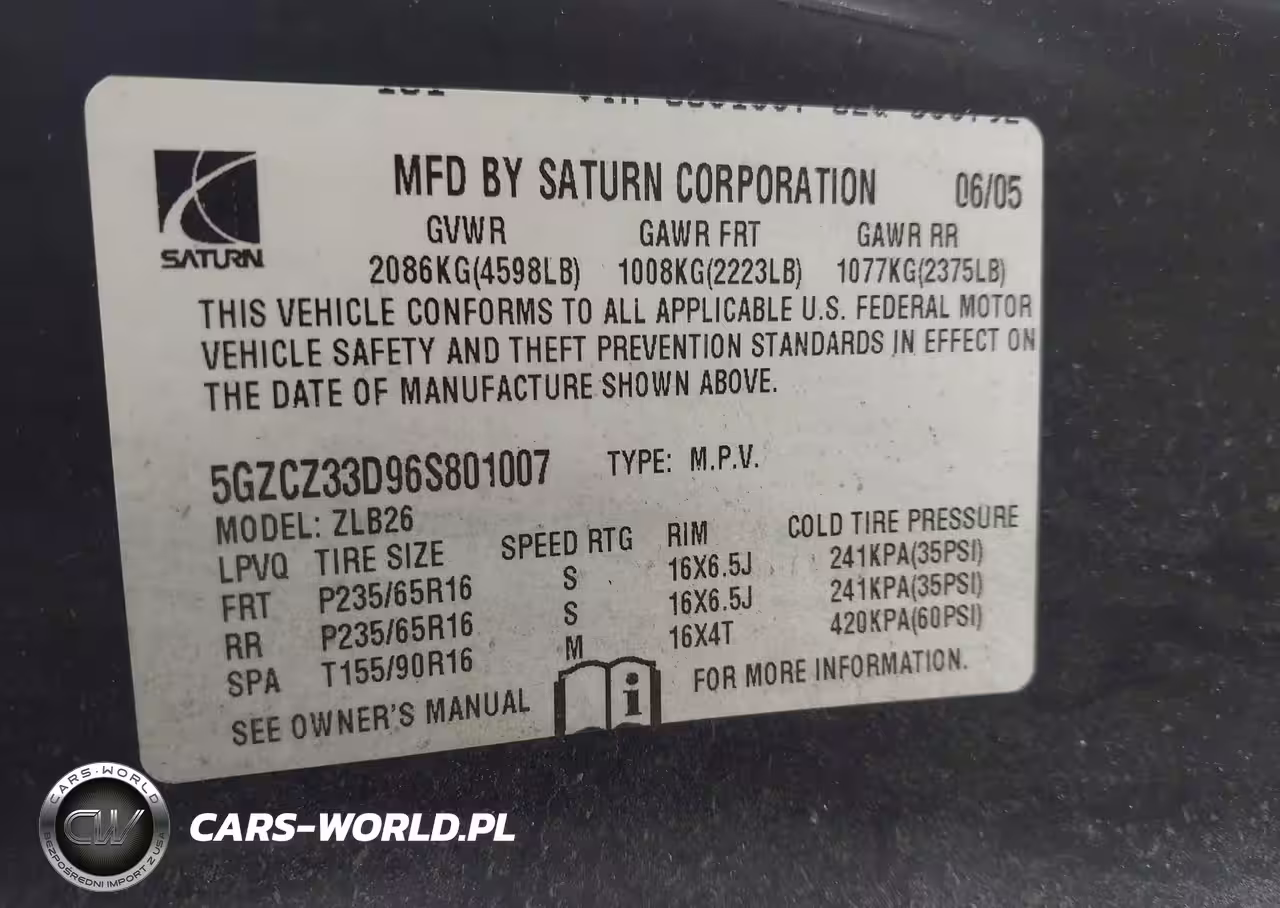 SATURN
MFD BY SATURN CORPORATION 06/05
GVWR GAWR FRT GAWR RR
2086KG(4598LB) 1008KG(2223LB) 1077KG(2375LB)
THIS VEHICLE CONFORMS TO ALL APPLICABLE U.S. FEDERAL MOTOR
VEHICLE SAFETY AND THEFT PREVENTION STANDARDS IN EFFECT ON
THE DATE OF MANUFACTURE SHOWN ABOVE.
5GZCZ33D96S801007 TYPE: M.P.V.
MODEL: ZLB26
LPVQ TIRE SIZE SPEED RTG RIM COLD TIRE PRESSURE
FRT P235/65R16 S 16X6.5J 241KPA(35PSI)
RR P235/65R16 S 16X6.5J 241KPA(35PSI)
SPA T155/90R16 M 16X4T 420KPA(60PSI)
SEE OWNER'S MANUAL i FOR MORE INFORMATION.
CARS-WORLD
CW
BEZPOŚREDNI IMPORT Z USA
CARS-WORLD.PL